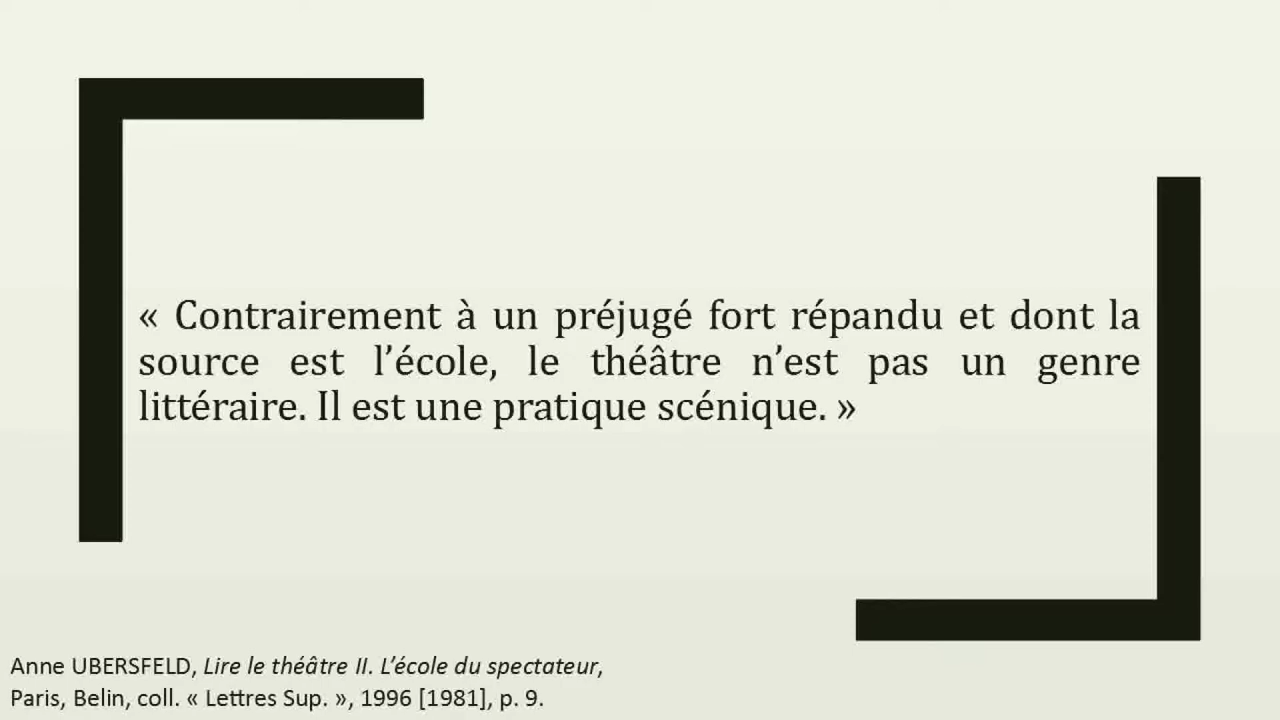 « Contrairement à un préjugé fort répandu et dont la
source est l’école, le théâtre n’est pas un genre
littéraire. Il est une pratique scénique. »
Anne UBERSFELD, Lire le théâtre II. L’école du spectateur,
Paris, Belin, coll. « Lettres Sup. », 1996 [1981], p. 9.